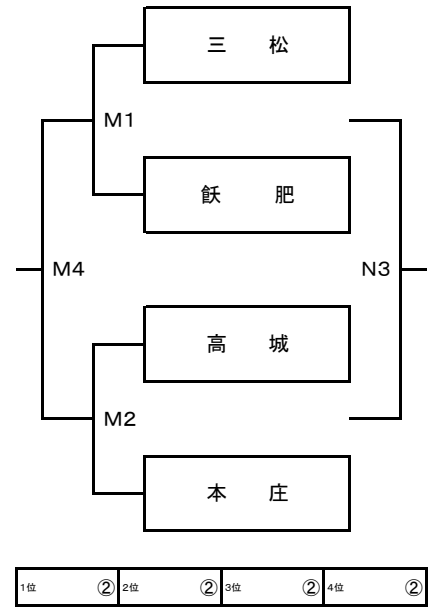 三 松
M1
飫 肥
M4 N3
高 城
M2
本 庄
1位 ② 2位 ② 3位 ② 4位 ②